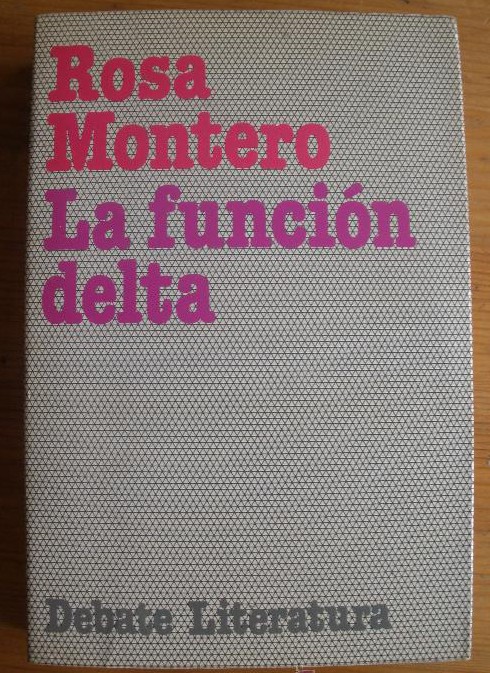 Rosa
Montero
La función
delta
Debate Literatura